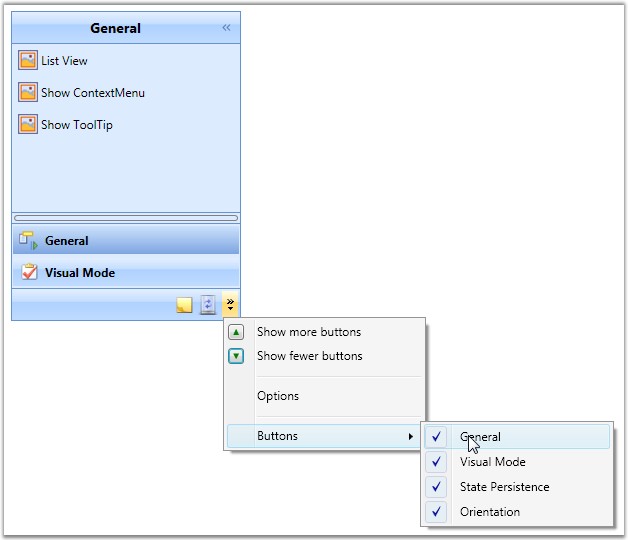 General
List View
Show ContextMenu
Show ToolTip
General
Visual Mode
Show more buttons
Show fewer buttons
Options
Buttons
General
Visual Mode
State Persistence
Orientation